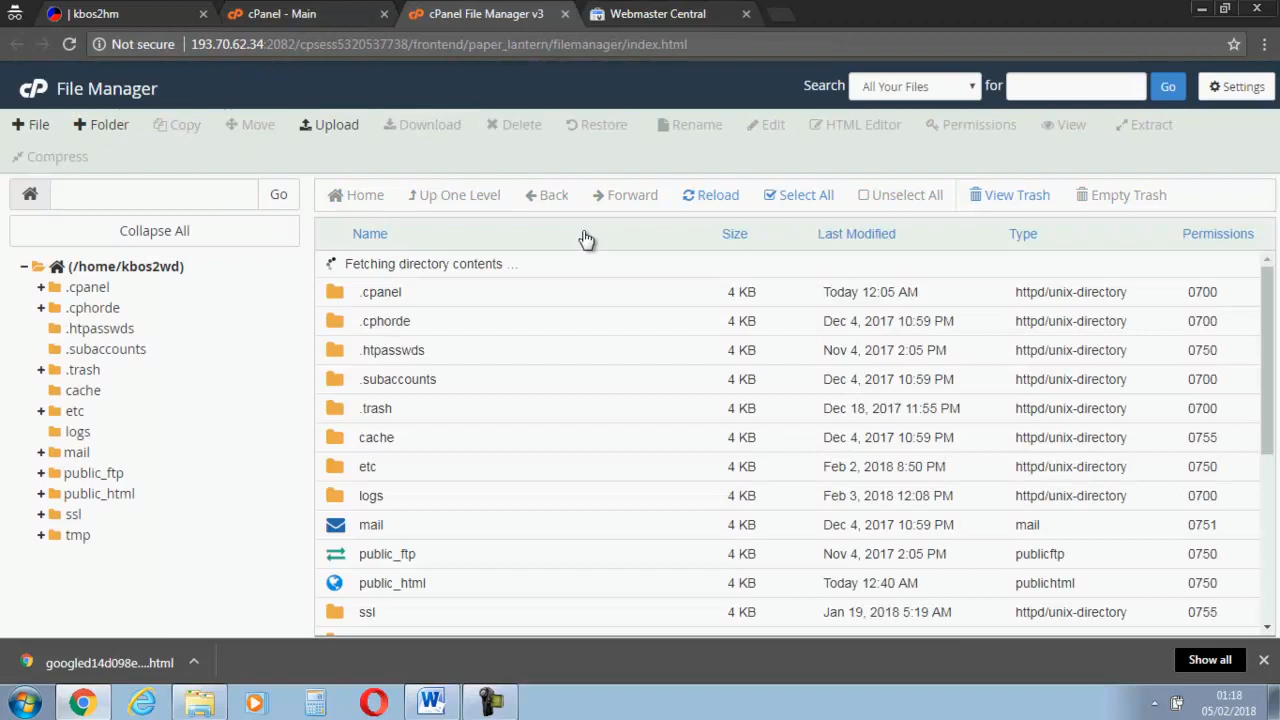 kbos2hm
cPanel - Main
cPanel File Manager v3
Webmaster Central
Not secure
193.70.62.34:2082/cpsess5320537738/frontend/paper_lantern/filemanager/index.html
cP File Manager
Search
All Your Files
for
Go
Settings
File
Folder
Copy
Move
Upload
Download
Delete
Restore
Rename
Edit
HTML Editor
Permissions
View
Extract
Compress
Go
Home
Up One Level
Back
Forward
Reload
Select All
Unselect All
View Trash
Empty Trash
Collapse All
(/home/kbos2wd)
.cpanel
.cphorde
.htpasswds
.subaccounts
.trash
cache
etc
logs
mail
public_ftp
public_html
ssl
tmp
Name Size Last Modified Type Permissions
Fetching directory contents ...
.cpanel 4 KB Today 12:05 AM httpd/unix-directory 0700
.cphorde 4 KB Dec 4, 2017 10:59 PM httpd/unix-directory 0700
.htpasswds 4 KB Nov 4, 2017 2:05 PM httpd/unix-directory 0750
.subaccounts 4 KB Dec 4, 2017 10:59 PM httpd/unix-directory 0700
.trash 4 KB Dec 18, 2017 11:55 PM httpd/unix-directory 0700
cache 4 KB Dec 4, 2017 10:59 PM httpd/unix-directory 0755
etc 4 KB Feb 2, 2018 8:50 PM httpd/unix-directory 0750
logs 4 KB Feb 3, 2018 12:08 PM httpd/unix-directory 0700
mail 4 KB Dec 4, 2017 10:59 PM mail 0751
public_ftp 4 KB Nov 4, 2017 2:05 PM publicftp 0750
public_html 4 KB Today 12:40 AM publichtml 0750
ssl 4 KB Jan 19, 2018 5:19 AM httpd/unix-directory 0755
googled14d098e....html
Show all
01:18
05/02/2018